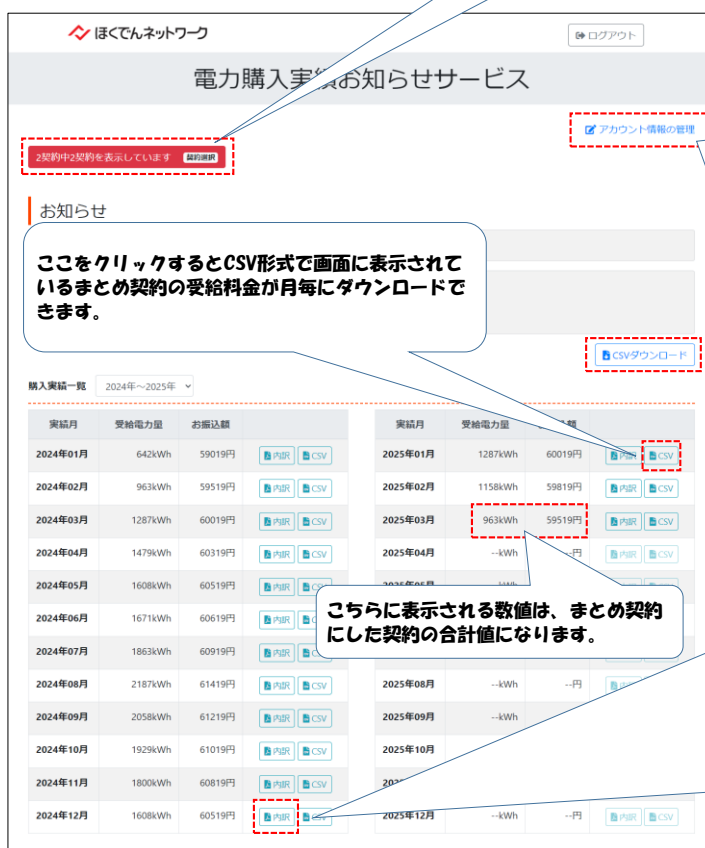 ほくでんネットワーク
ログアウト
電力購入実績お知らせサービス
アカウント情報の管理
2契約中2契約を表示しています 契約選択
お知らせ
ここをクリックするとCSV形式で画面に表示されて
いるまとめ契約の受給料金が月毎にダウンロードで
きます。
CSVダウンロード
購入実績一覧 2024年～2025年
実績月 受給電力量 お振込額
2024年01月 642kWh 59019円 内訳 CSV
2024年02月 963kWh 59519円 内訳 CSV
2024年03月 1287kWh 60019円 内訳 CSV
2024年04月 1479kWh 60319円 内訳 CSV
2024年05月 1608kWh 60519円 内訳 CSV
2024年06月 1671kWh 60619円 内訳
2024年07月 1863kWh 60919円 内訳 CSV
2024年08月 2187kWh 61419円 内訳 CSV
2024年09月 2058kWh 61219円 内訳 CSV
2024年10月 1929kWh 61019円 内訳 CSV
2024年11月 1800kWh 60819円 内訳 CSV
2024年12月 1608kWh 60519円 内訳 CSV
実績月 受給電力量
2025年01月 1287kWh 60019円 内訳 CSV
2025年02月 1158kWh 59819円 内訳 CSV
2025年03月 963kWh 59519円 内訳 CSV
2025年04月 --kWh --円 内訳 CSV
2025年05月 --kWh
こちらに表示される数値は、まとめ契約
にした契約の合計値になります。
2025年08月 --kWh --円
2025年09月 --kWh
2025年10月
2025年12月 --kWh --円 内訳 CSV